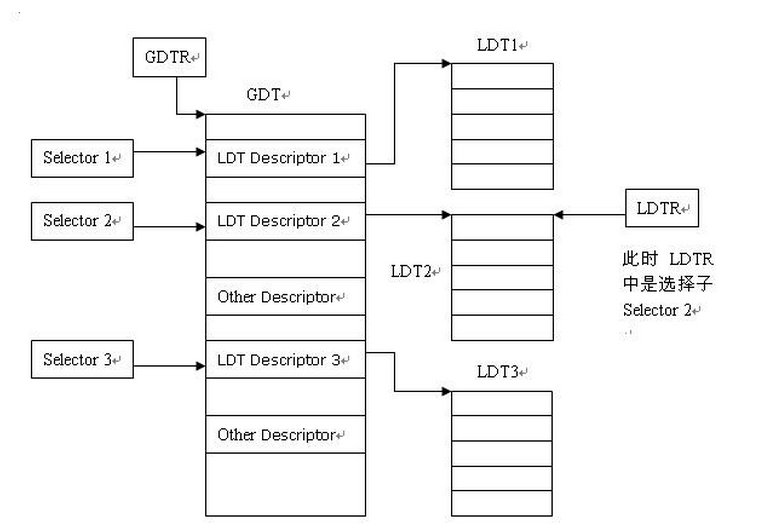 GDTR
GDT
LDT1
Selector 1
LDT Descriptor 1
Selector 2
LDT Descriptor 2
LDTR
LDT2
此时 LDTR
中是选择子
Selector 2
Other Descriptor
Selector 3
LDT Descriptor 3
LDT3
Other Descriptor